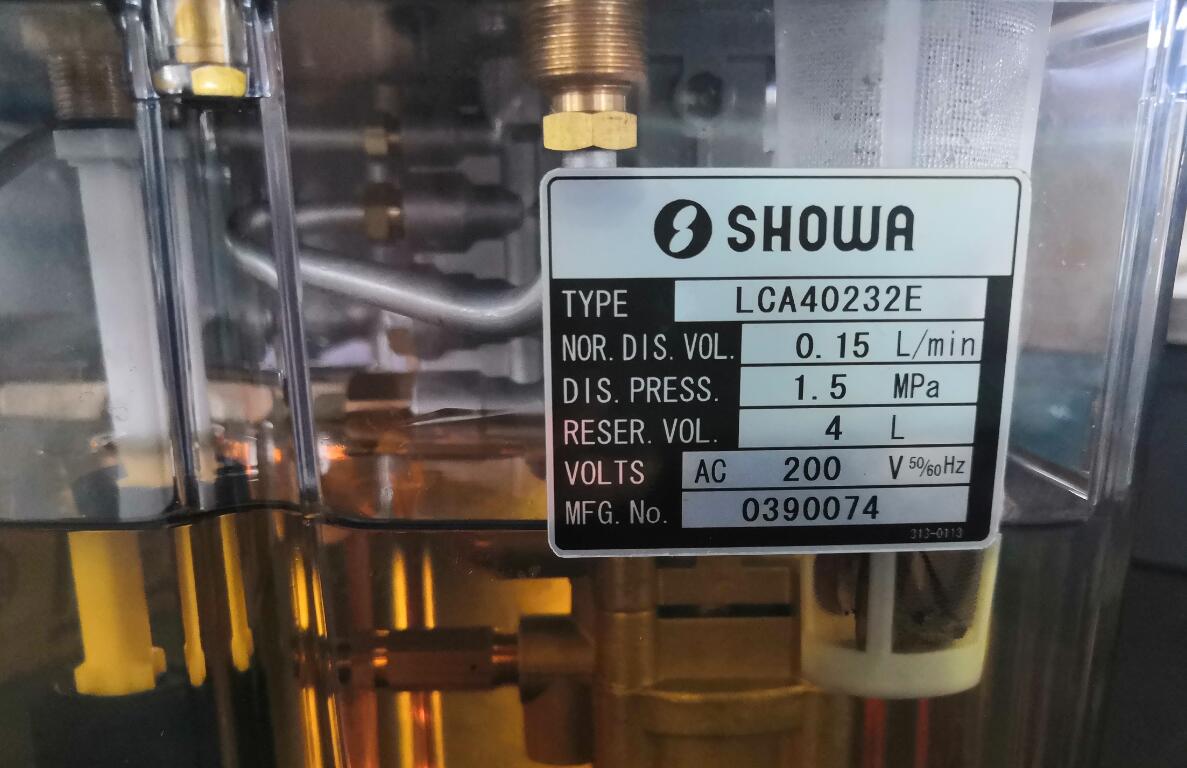 SHOWA
TYPE LCA40232E
NOR. DIS. VOL. 0.15 L/min
DIS. PRESS. 1.5 MPa
RESER. VOL. 4 L
VOLTS AC 200 V 50/60Hz
MFG. No. 0390074
313-0113